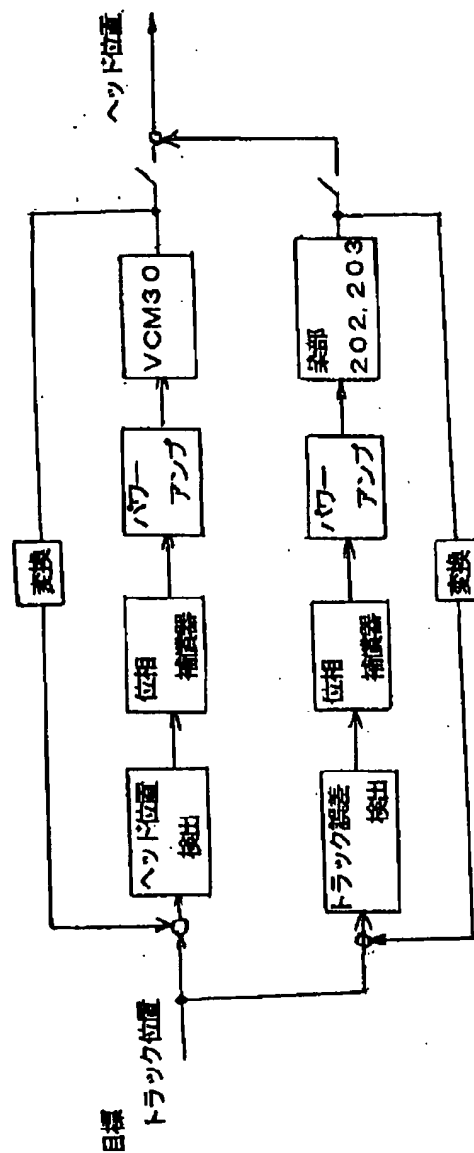 目標
トラック位置
ヘッド位置
検出
位相
補償器
パワー
アンプ
VCM30
変換
ヘッド位置
トラック誤差
検出
位相
補償器
パワー
アンプ
梁部
202,203
変換